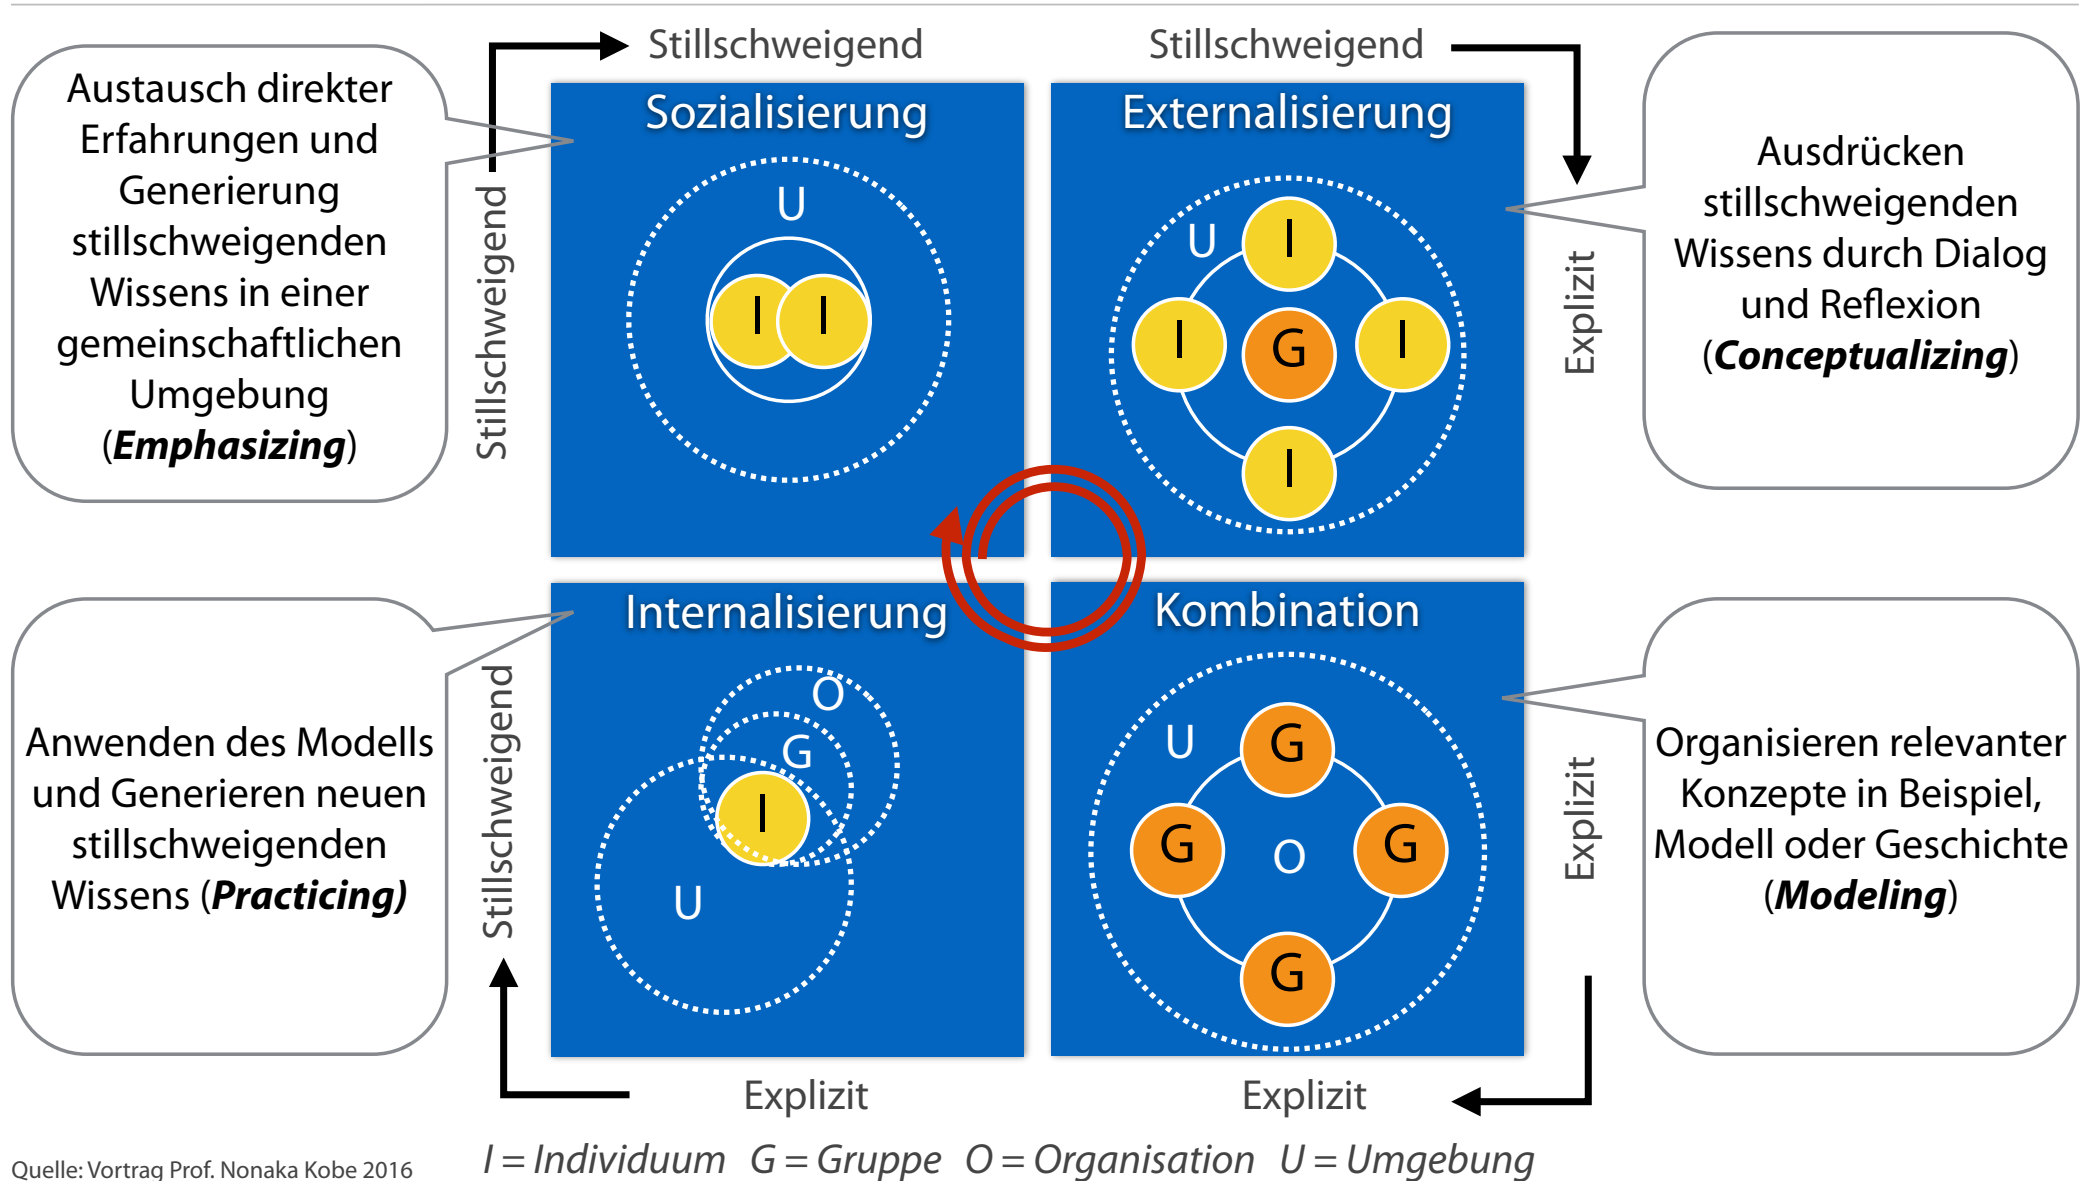 Stillschweigend
Stillschweigend
Austausch direkter
Erfahrungen und
Generierung
stillschweigenden
Wissens in einer
gemeinschaftlichen
Umgebung
(Emphasizing)
Stillschweigend
Sozialisierung
U
I
I
Externalisierung
U
I
I
G
I
I
Explizit
Ausdrücken
stillschweigenden
Wissens durch Dialog
und Reflexion
(Conceptualizing)
Anwenden des Modells
und Generieren neuen
stillschweigenden
Wissens (Practicing)
Stillschweigend
Internalisierung
O
G
I
U
Kombination
U
G
G
O
G
G
Explizit
Organisieren relevanter
Konzepte in Beispiel,
Modell oder Geschichte
(Modeling)
Explizit
Explizit
I = Individuum G = Gruppe O = Organisation U = Umgebung
Quelle: Vortrag Prof. Nonaka Kobe 2016